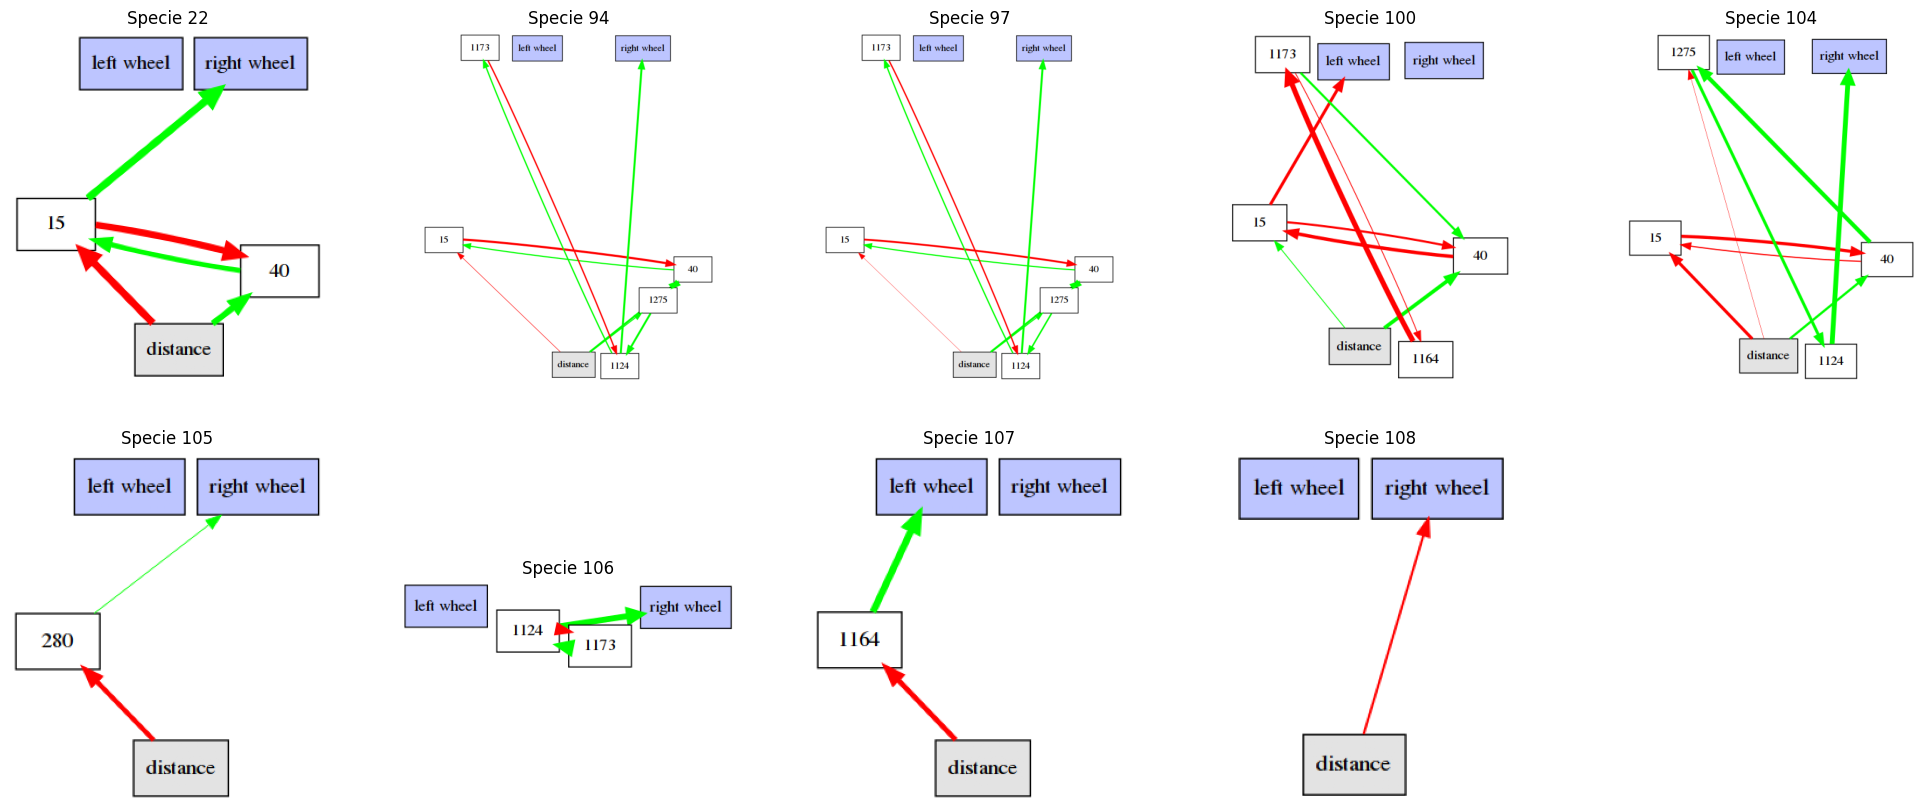 Specie 22
left wheel
right wheel
15
40
distance
Specie 94
1173
left wheel
right wheel
15
40
1275
distance
1124
Specie 97
1173
left wheel
right wheel
15
40
1275
distance
1124
Specie 100
1173
left wheel
right wheel
15
40
distance
1164
Specie 104
1275
left wheel
right wheel
15
40
distance
1124
Specie 105
left wheel
right wheel
280
distance
Specie 106
left wheel
right wheel
1124
1173
Specie 107
left wheel
right wheel
1164
distance
Specie 108
left wheel
right wheel
distance